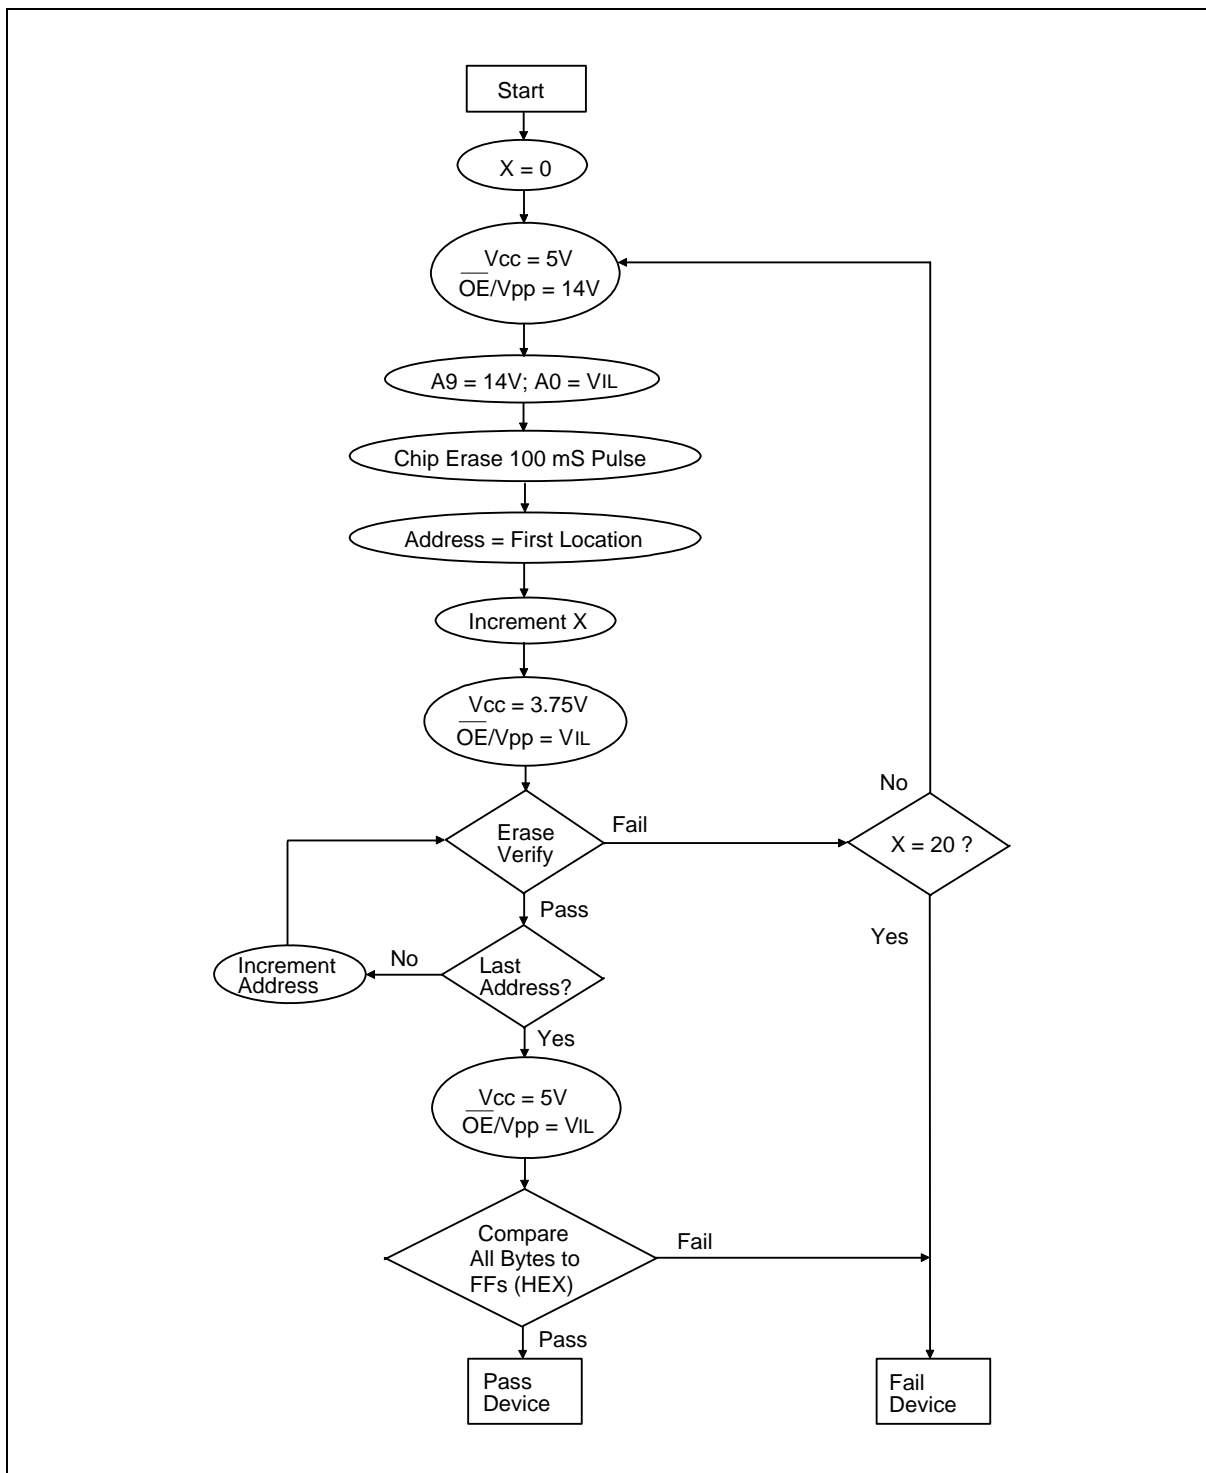 Start
X = 0
Vcc = 5V
OE/Vpp = 14V
A9 = 14V; A0 = VIL
Chip Erase 100 mS Pulse
Address = First Location
Increment X
Vcc = 3.75V
OE/Vpp = VIL
No
Erase
Verify
Fail
X = 20 ?
Pass
Yes
Increment
Address
No
Last
Address?
Yes
Vcc = 5V
OE/Vpp = VIL
Compare
All Bytes to
FFs (HEX)
Fail
Pass
Pass
Device
Fail
Device